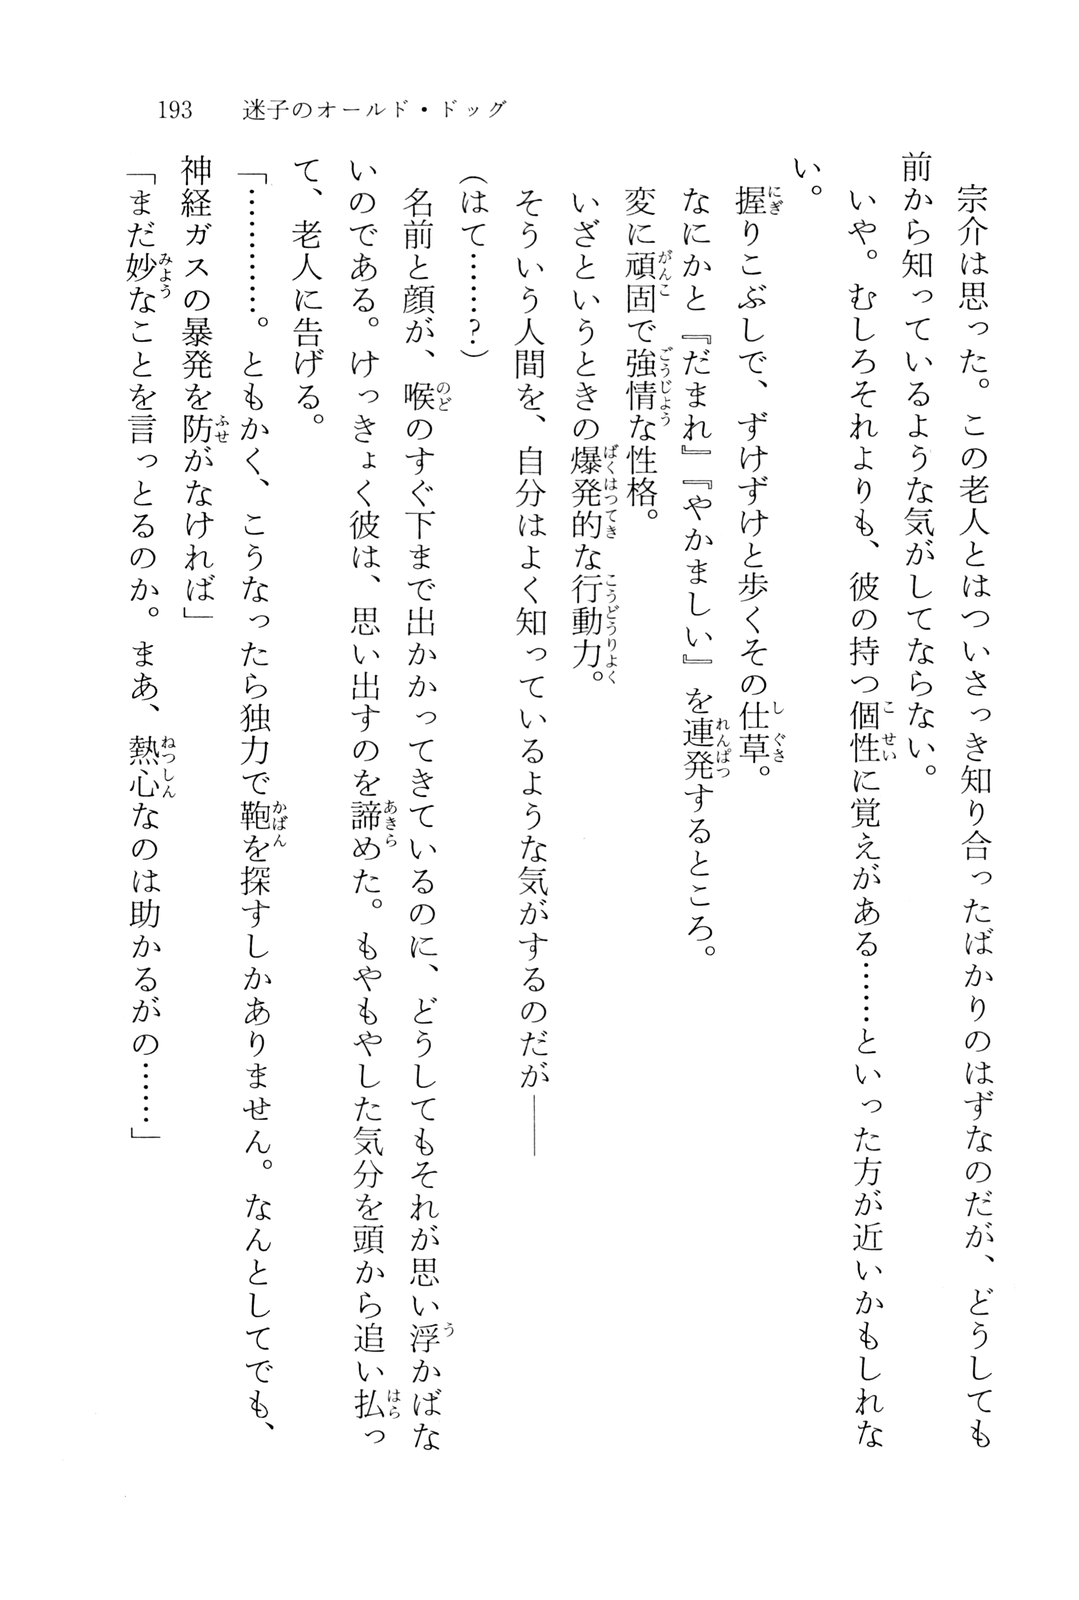 193　迷子のオールド・ドッグ
　宗介は思った。この老人とはついさっき知り合ったばかりのはずなのだが、どうしても
前から知っているような気がしてならない。
　いや。むしろそれよりも、彼の持つ個性に覚えがある……といった方が近いかもしれな
い。
　握りこぶしで、ずけずけと歩くその仕草。
　なにかと『だまれ』『やかましい』を連発するところ。
　変に頑固で強情な性格。
　いざというときの爆発的な行動力。
　そういう人間を、自分はよく知っているような気がするのだが――
（はて……？）
　名前と顔が、喉のすぐ下まで出かかってきているのに、どうしてもそれが思い浮かばな
いのである。けっきょく彼は、思い出すのを諦めた。もやもやした気分を頭から追い払っ
て、老人に告げる。
「…………。ともかく、こうなったら独力で鞄を探すしかありません。なんとしてでも、
神経ガスの暴発を防がなければ」
「まだ妙なことを言っとるのか。まあ、熱心なのは助かるがの……」